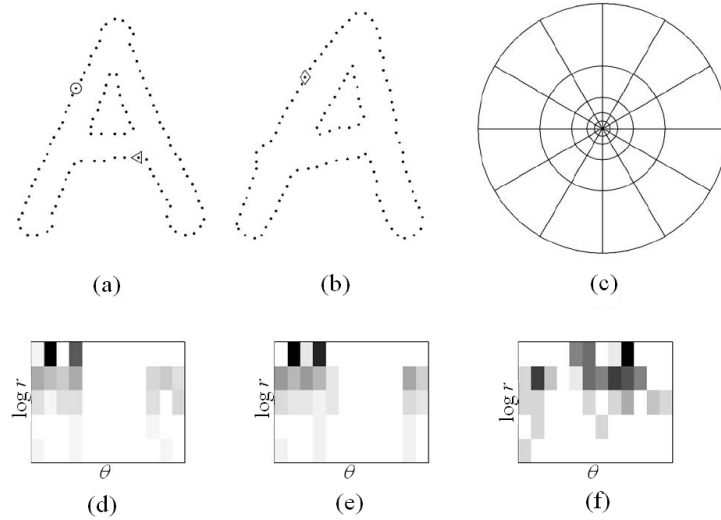 (a) (b) (c)
log r log r log r
θ θ θ
(d) (e) (f)